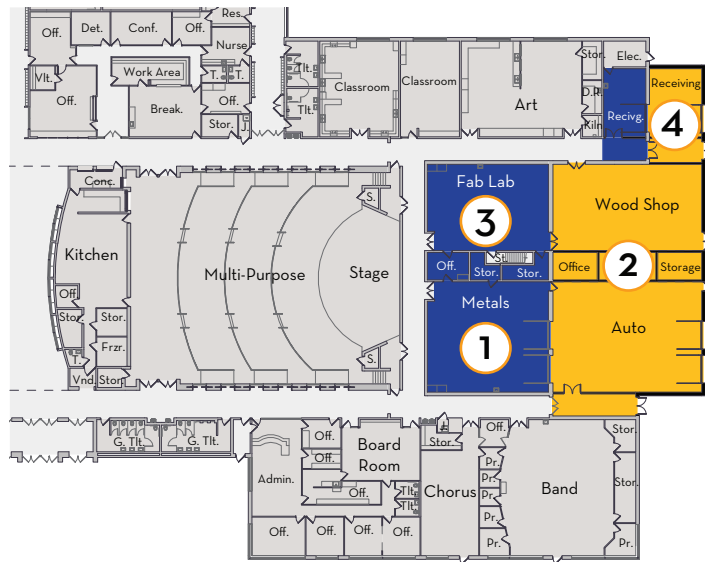 Off.
Det.
Conf.
Off.
Res.
Nurse
Vlt.
Work Area
T.
T.
Off.
Off.
Break.
Stor.
J.
Tlt.
Tlt.
Classroom
Classroom
Art
Stor.
D.R.
Kiln
Elec.
Recivg.
Receiving
4
Conc.
Kitchen
Off.
Stor.
Stor.
Frzr.
T.
Vnd.
Stor.
Multi-Purpose
S.
Stage
S.
Fab Lab
3
Off.
Stor.
St.
Stor.
Metals
1
Wood Shop
Office
2
Storage
Auto
G. Tlt.
G. Tlt.
Admin.
Off.
Off.
Off.
Board
Room
Tlt.
Tlt.
Off.
Off.
Off.
Off.
Stor.
Chorus
Off.
Pr.
Pr.
Pr.
Pr.
Pr.
Band
Stor.
Stor.
Pr.